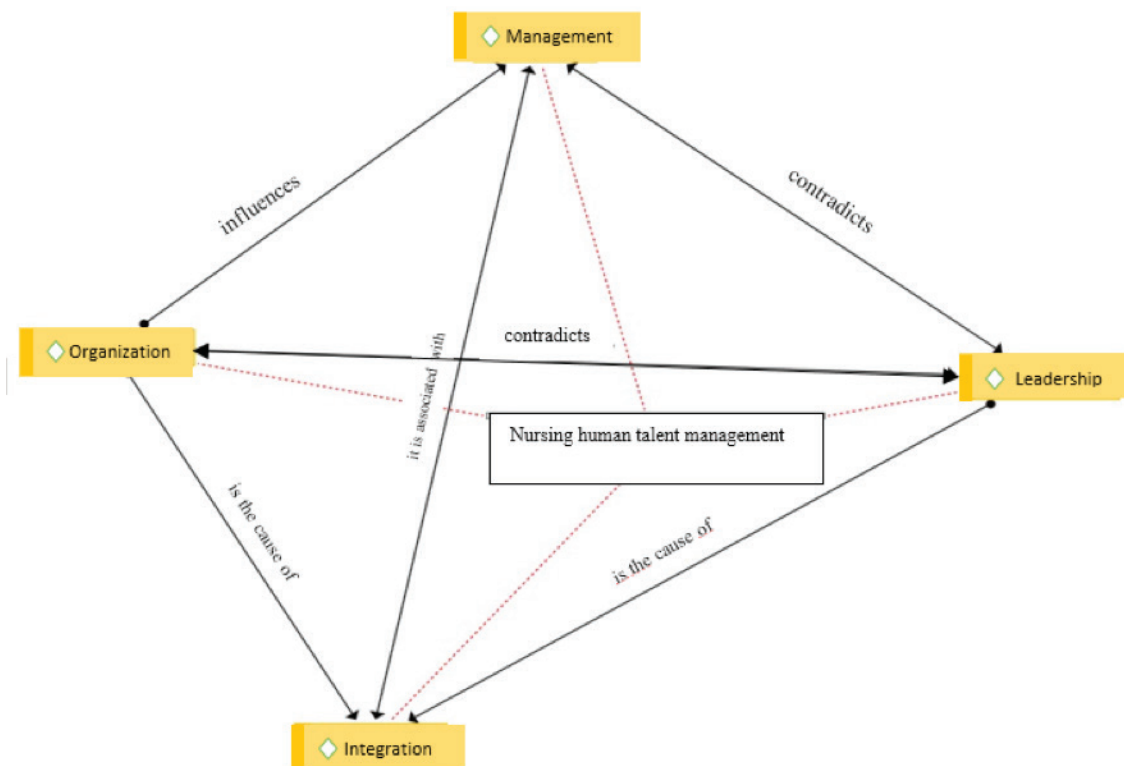 Management
influences
contradicts
Organization
contradicts
it is associated with
Leadership
Nursing human talent management
is the cause of
is the cause of
Integration